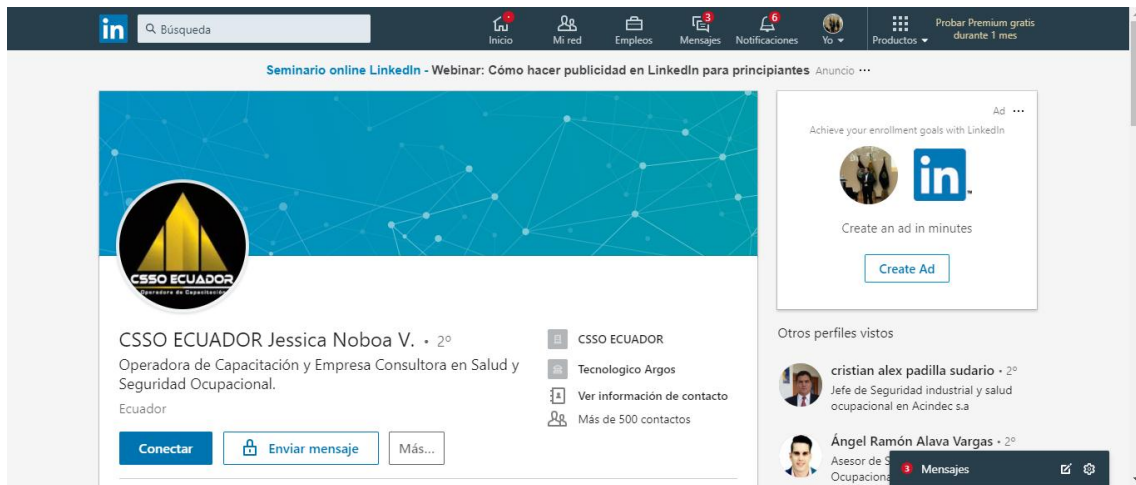 in
Búsqueda
Inicio
Mi red
Empleos
3
Mensajes
6
Notificaciones
Yo
Productos
Probar Premium gratis
durante 1 mes
Seminario online LinkedIn - Webinar: Cómo hacer publicidad en LinkedIn para principiantes Anuncio ...
CSSO ECUADOR
Operadora de Capacitación
CSSO ECUADOR Jessica Noboa V. • 2º
Operadora de Capacitación y Empresa Consultora en Salud y
Seguridad Ocupacional.
Ecuador
Conectar
Enviar mensaje
Más...
CSSO ECUADOR
Tecnologico Argos
Ver información de contacto
Más de 500 contactos
Ad ...
Achieve your enrollment goals with LinkedIn
in
Create an ad in minutes
Create Ad
Otros perfiles vistos
cristian alex padilla sudario • 2º
Jefe de Seguridad industrial y salud
ocupacional en Acindec s.a
Ángel Ramón Alava Vargas • 2º
Asesor de S
Ocupaciona
3 Mensajes